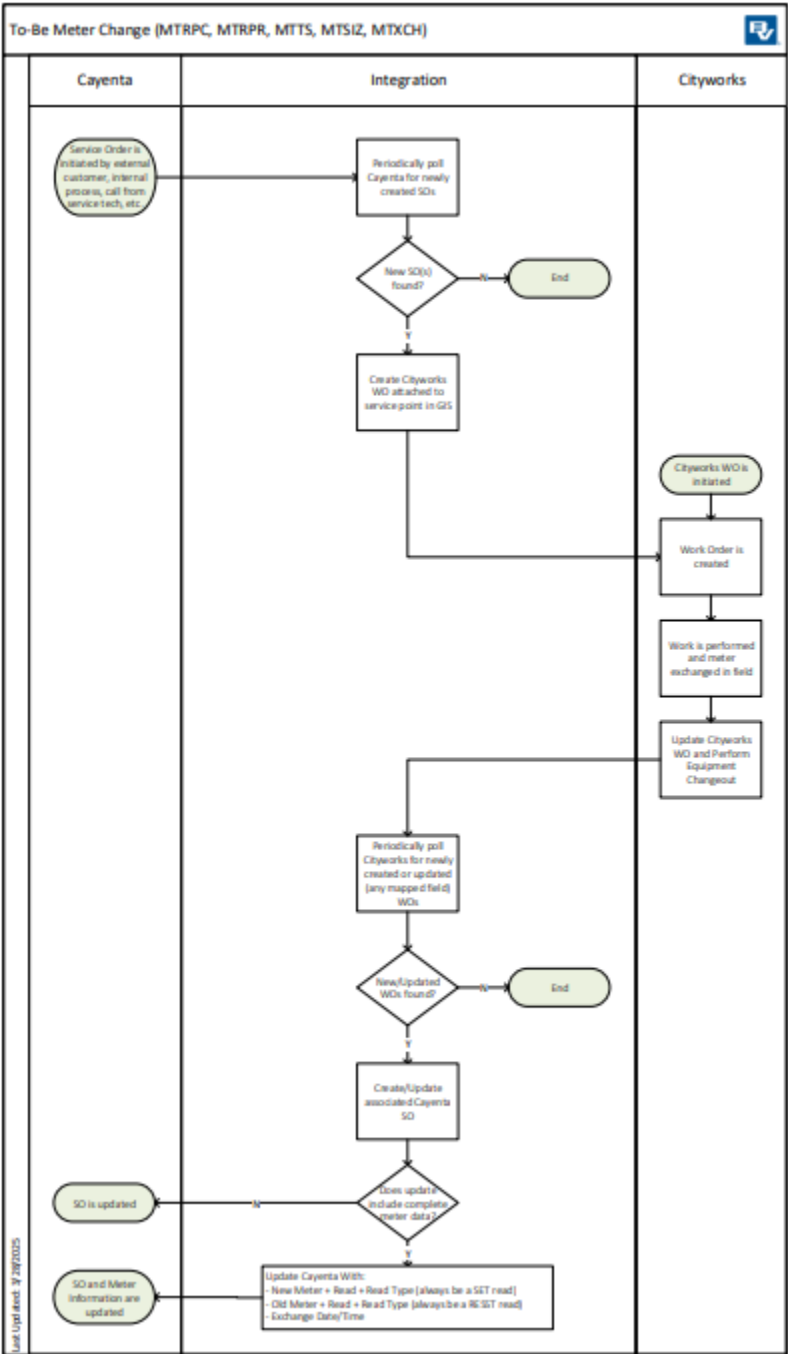 To-Be Meter Change (MTRPC, MTRPR, MTTS, MTSIZ, MTXCH)
BV
Cayenta
Integration
Cityworks
Service Order is
initiated by external
customer, internal
process, call from
service tech, etc.
Periodically poll
Cayenta for newly
created SOs
New SO(s)
found?
N
End
Y
Create Cityworks
WO attached to
service point in GIS
Cityworks WO is
initiated
Work Order is
created
Work is performed
and meter
exchanged in field
Update Cityworks
WO and Perform
Equipment
Changeout
Periodically poll
Cityworks for newly
created or updated
(any mapped field)
WOs
New/Updated
WOs found?
N
End
Y
Create/Update
associated Cayenta
SO
Does update
include complete
meter data?
N
SO is updated
Y
Update Cayenta With:
- New Meter + Read + Read Type (always be a SET read)
- Old Meter + Read + Read Type (always be a RESET read)
- Exchange Date/Time
SO and Meter
Information are
updated
Last Updated: 3/28/2025